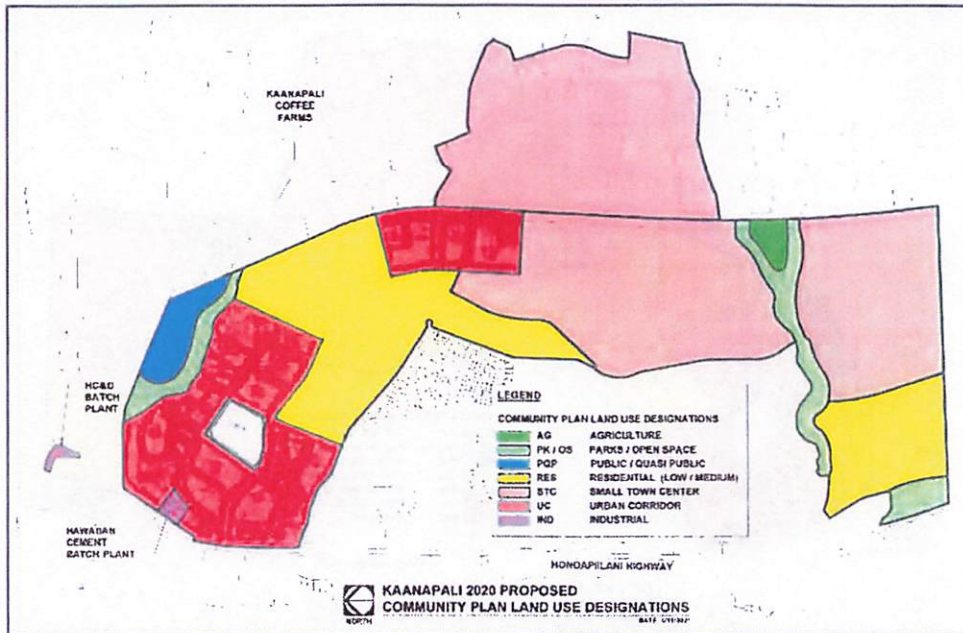 KAANAPALI
COFFEE
FARMS
HC&D
BATCH
PLANT
HAWAIIAN
CEMENT
BATCH PLANT
LEGEND
COMMUNITY PLAN LAND USE DESIGNATIONS
AG AGRICULTURE
PK / OS PARKS / OPEN SPACE
PQP PUBLIC / QUASI PUBLIC
RES RESIDENTIAL (LOW / MEDIUM)
STC SMALL TOWN CENTER
UC URBAN CORRIDOR
IND INDUSTRIAL
HONOAPIILANI HIGHWAY
KAANAPALI 2020 PROPOSED
COMMUNITY PLAN LAND USE DESIGNATIONS
NORTH
DATE